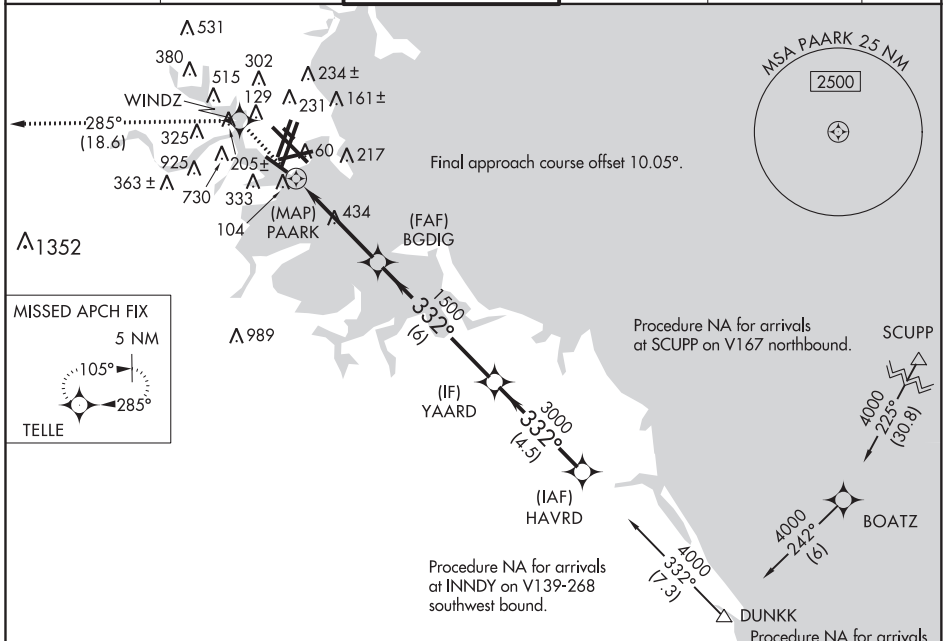 531
380
302
515
234 ±
WINDZ
129
231
161 ±
MSA PAARK 25 NM
2500
285°
(18.6)
325
60
217
925
205 ±
363 ±
730
333
Final approach course offset 10.05°.
104
(MAP)
PAARK
434
(FAF)
BGDIG
1352
MISSED APCH FIX
5 NM
105°
285°
TELLE
989
1500
332°
(6)
Procedure NA for arrivals
at SCUPP on V167 northbound.
SCUPP
(IF)
YAARD
3000
332°
(4.5)
4000
225°
(30.8)
(IAF)
HAVRD
BOATZ
4000
242°
(6)
Procedure NA for arrivals
at INNDY on V139-268
southwest bound.
4000
332°
(7.3)
DUNKK
Procedure NA for arrivals